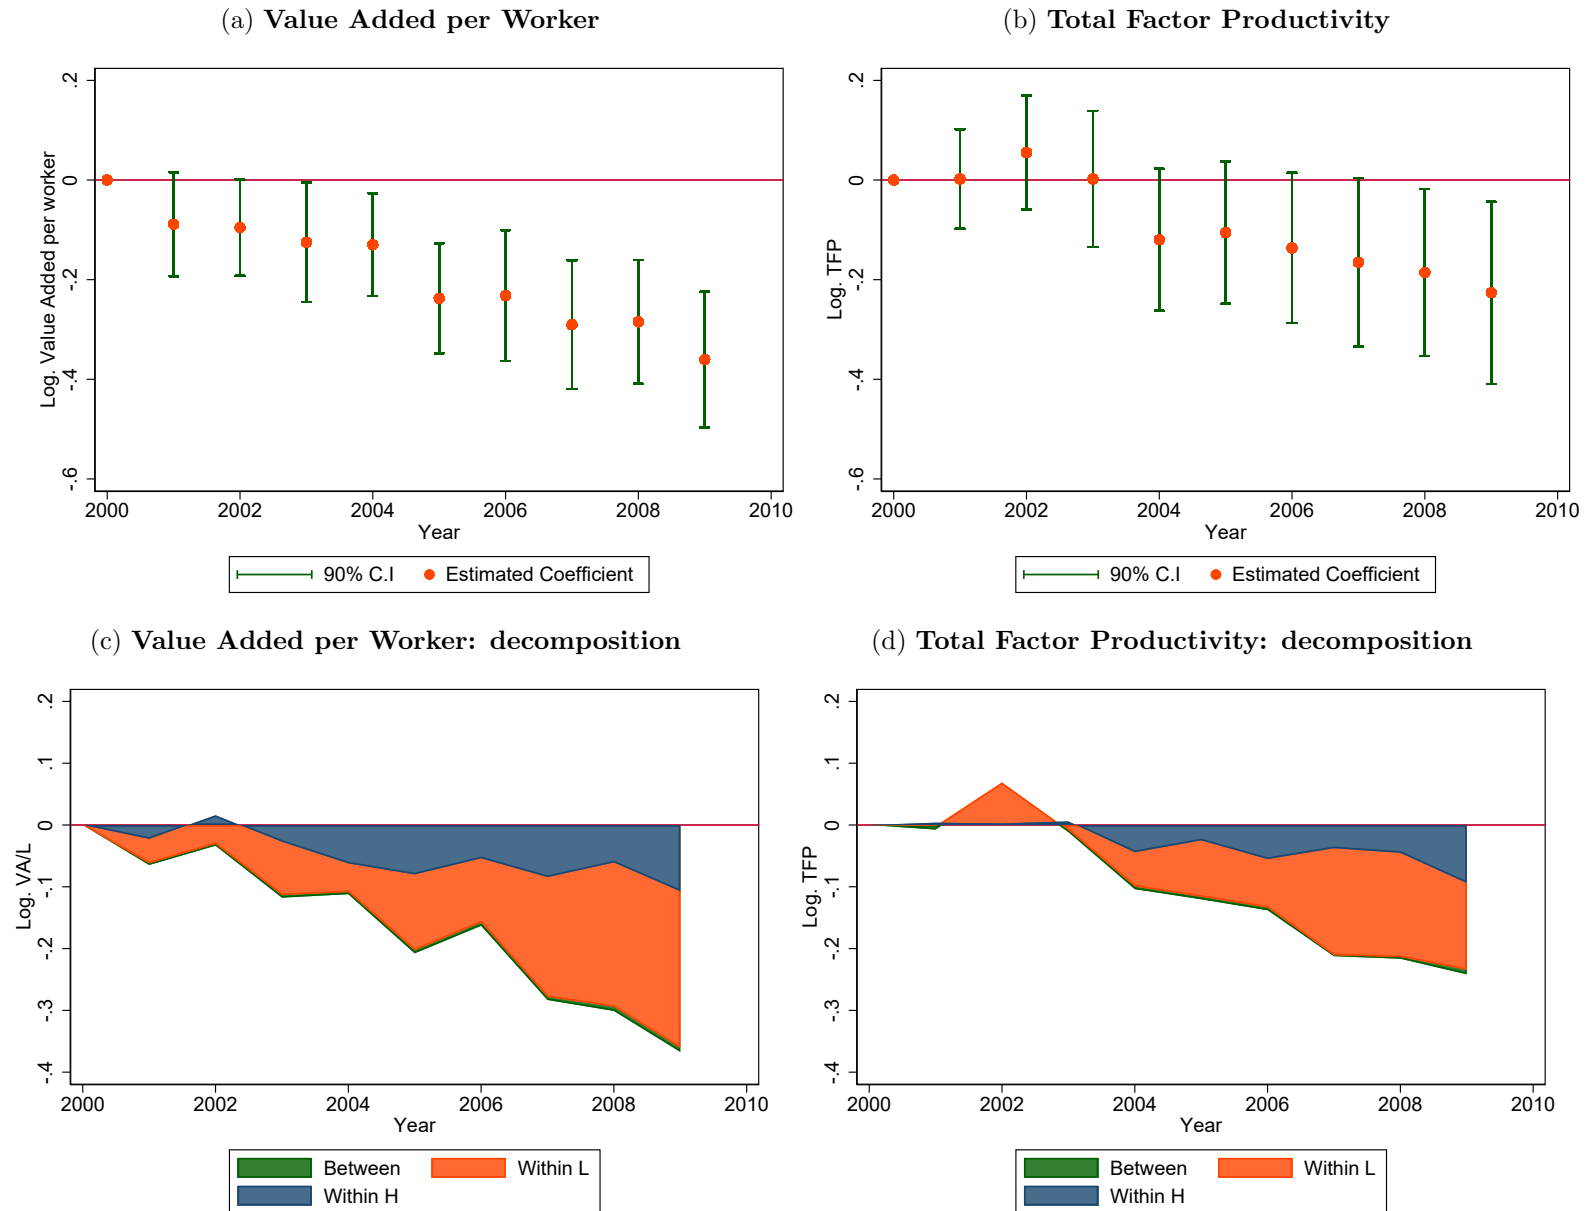 (a) Value Added per Worker
Log. Value Added per worker
.2
0
-.2
-.4
-.6
2000 2002 2004 2006 2008 2010
Year
90% C.I Estimated Coefficient
(b) Total Factor Productivity
Log. TFP
.2
0
-.2
-.4
-.6
2000 2002 2004 2006 2008 2010
Year
90% C.I Estimated Coefficient
(c) Value Added per Worker: decomposition
Log. VA/L
.2
.1
0
-.1
-.2
-.3
-.4
2000 2002 2004 2006 2008 2010
Year
Between Within L
Within H
(d) Total Factor Productivity: decomposition
Log. TFP
.2
.1
0
-.1
-.2
-.3
-.4
2000 2002 2004 2006 2008 2010
Year
Between Within L
Within H